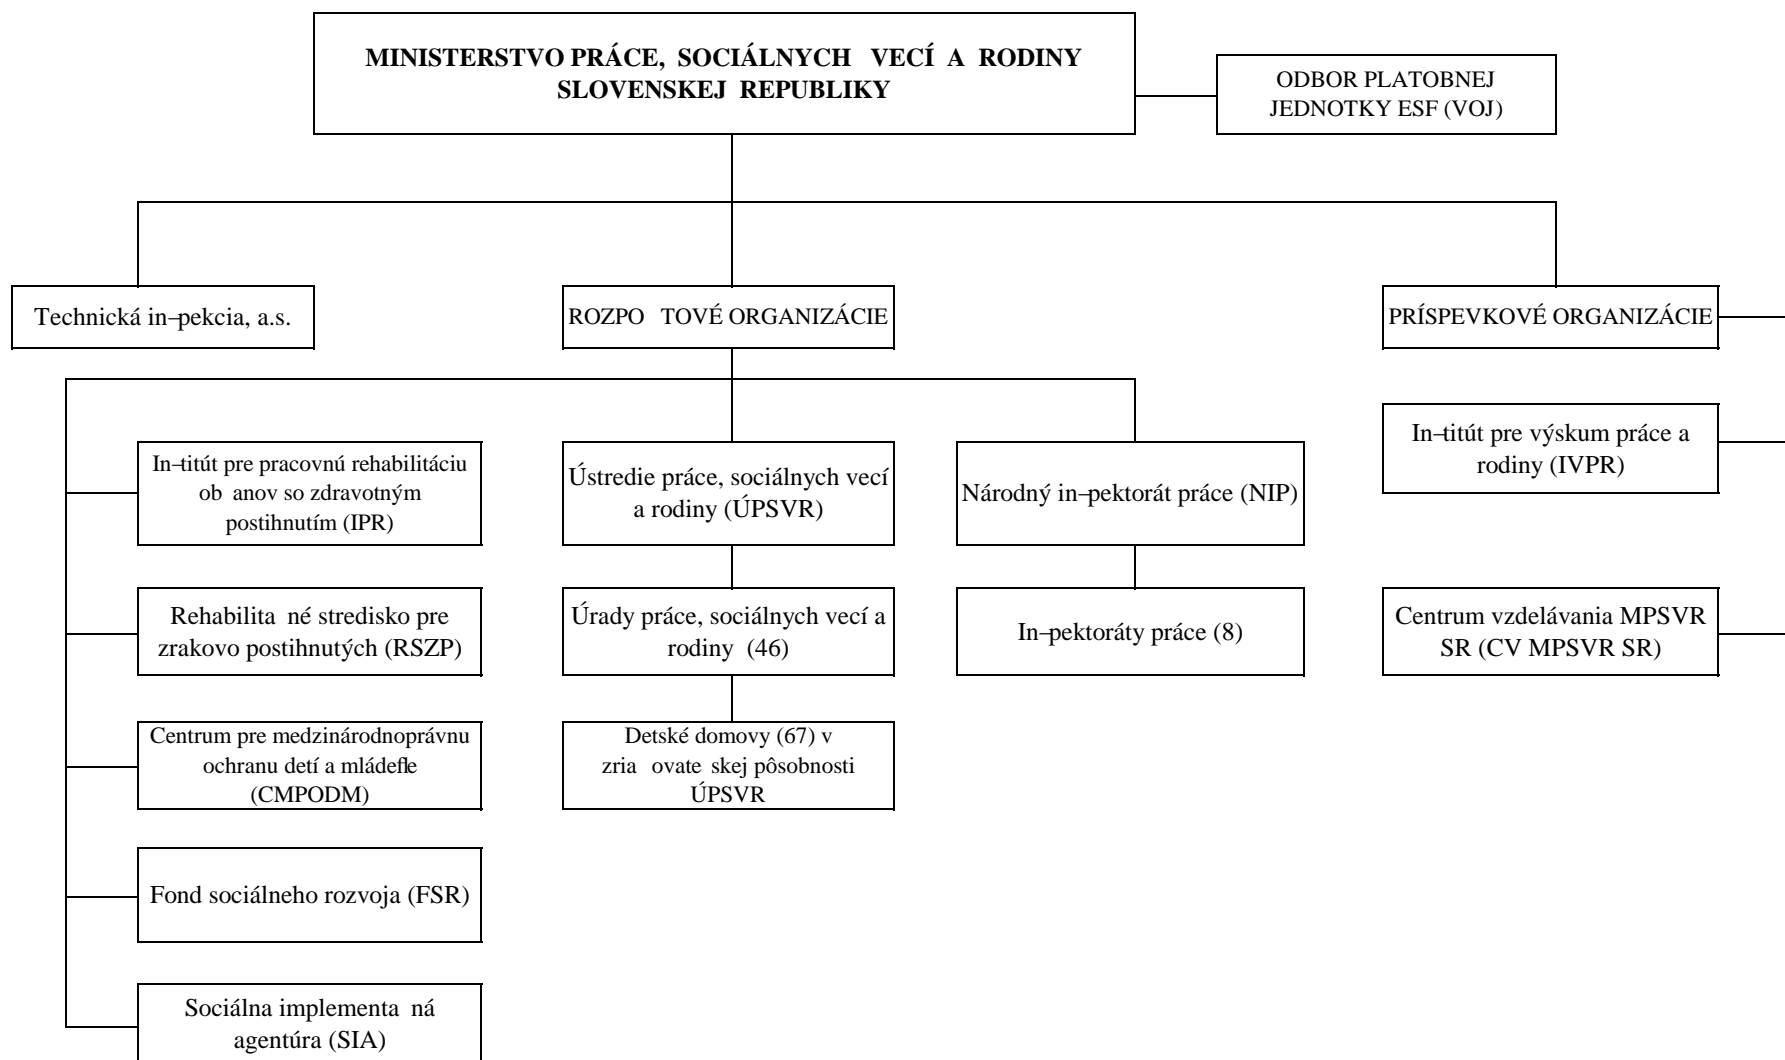 MINISTERSTVO PRÁCE, SOCIÁLNYCH VECÍ A RODINY
SLOVENSKEJ REPUBLIKY
ODBOR PLATOBNEJ
JEDNOTKY ESF (VOJ)
Technická in–pekcia, a.s.
ROZPO TOVÉ ORGANIZÁCIE
PRÍSPEVKOVÉ ORGANIZÁCIE
In–titút pre pracovnú rehabilitáciu
ob anov so zdravotným
postihnutím (IPR)
Ústredie práce, sociálnych vecí
a rodiny (ÚPSVR)
Národný in–pektorát práce (NIP)
In–titút pre výskum práce a
rodiny (IVPR)
Rehabilita né stredisko pre
zrakovo postihnutých (RSZP)
Úrady práce, sociálnych vecí a
rodiny (46)
In–pektoráty práce (8)
Centrum vzdelávania MPSVR
SR (CV MPSVR SR)
Centrum pre medzinárodnoprávnu
ochranu detí a mládefle
(CMPODM)
Detské domovy (67) v
zria ovate skej pôsobnosti
ÚPSVR
Fond sociálneho rozvoja (FSR)
Sociálna implementa ná
agentúra (SIA)